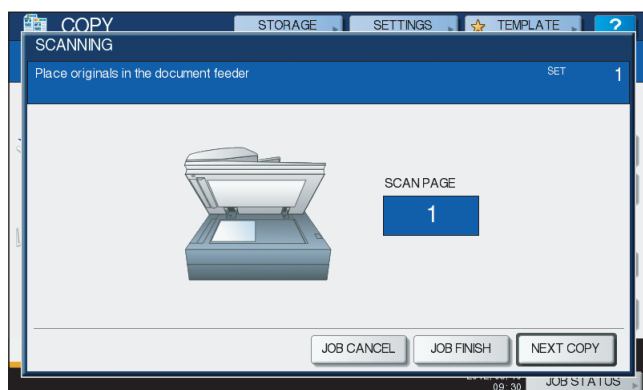 COPY STORAGE SETTINGS TEMPLATE ?
SCANNING
Place originals in the document feeder SET 1
SCAN PAGE
1
JOB CANCEL JOB FINISH NEXT COPY
09:30 JOB STATUS